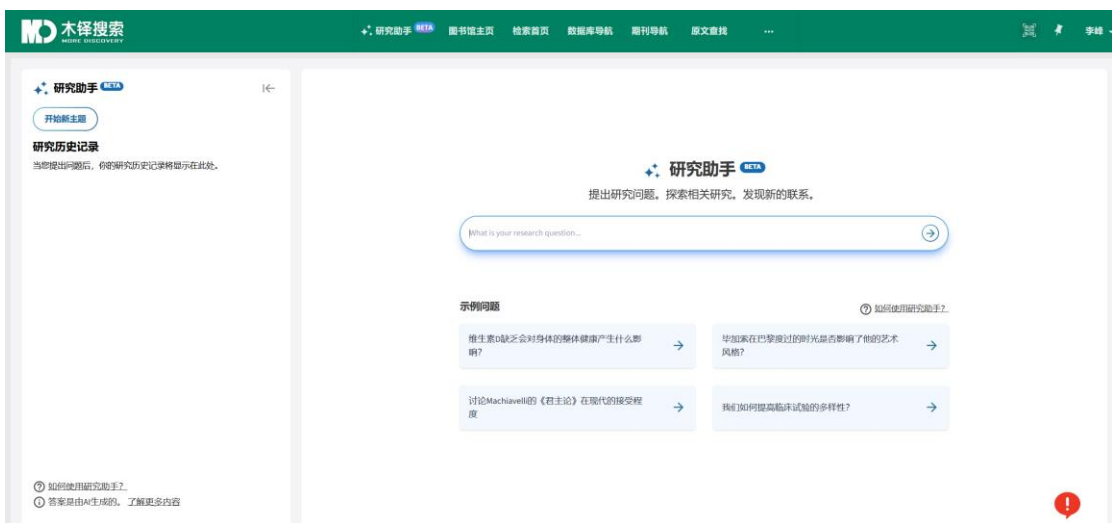 木铎搜索
MORE DISCOVERY
研究助手 BETA
图书馆主页
检索首页
数据库导航
期刊导航
原文查找
···
李峰
研究助手 BETA
开始新主题
研究历史记录
当您提出问题后，你的研究历史记录将显示在此处。
如何使用研究助手？
答案是由AI生成的。 了解更多内容
研究助手 BETA
提出研究问题。探索相关研究。发现新的联系。
What is your research question...
示例问题
如何使用研究助手？
维生素D缺乏会对身体的整体健康产生什么影
响？
毕加索在巴黎度过的时光是否影响了他的艺术
风格？
讨论Machiavelli的《君主论》在现代的接受程
度
我们如何提高临床试验的多样性？